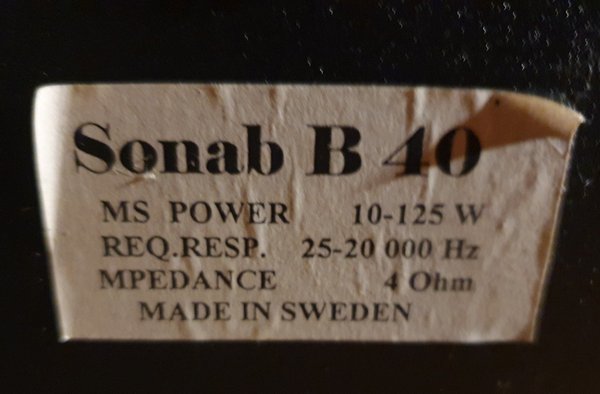 Sonab B 40
MS POWER 10-125 W
REQ.RESP. 25-20 000 Hz
MPEDANCE 4 Ohm
MADE IN SWEDEN